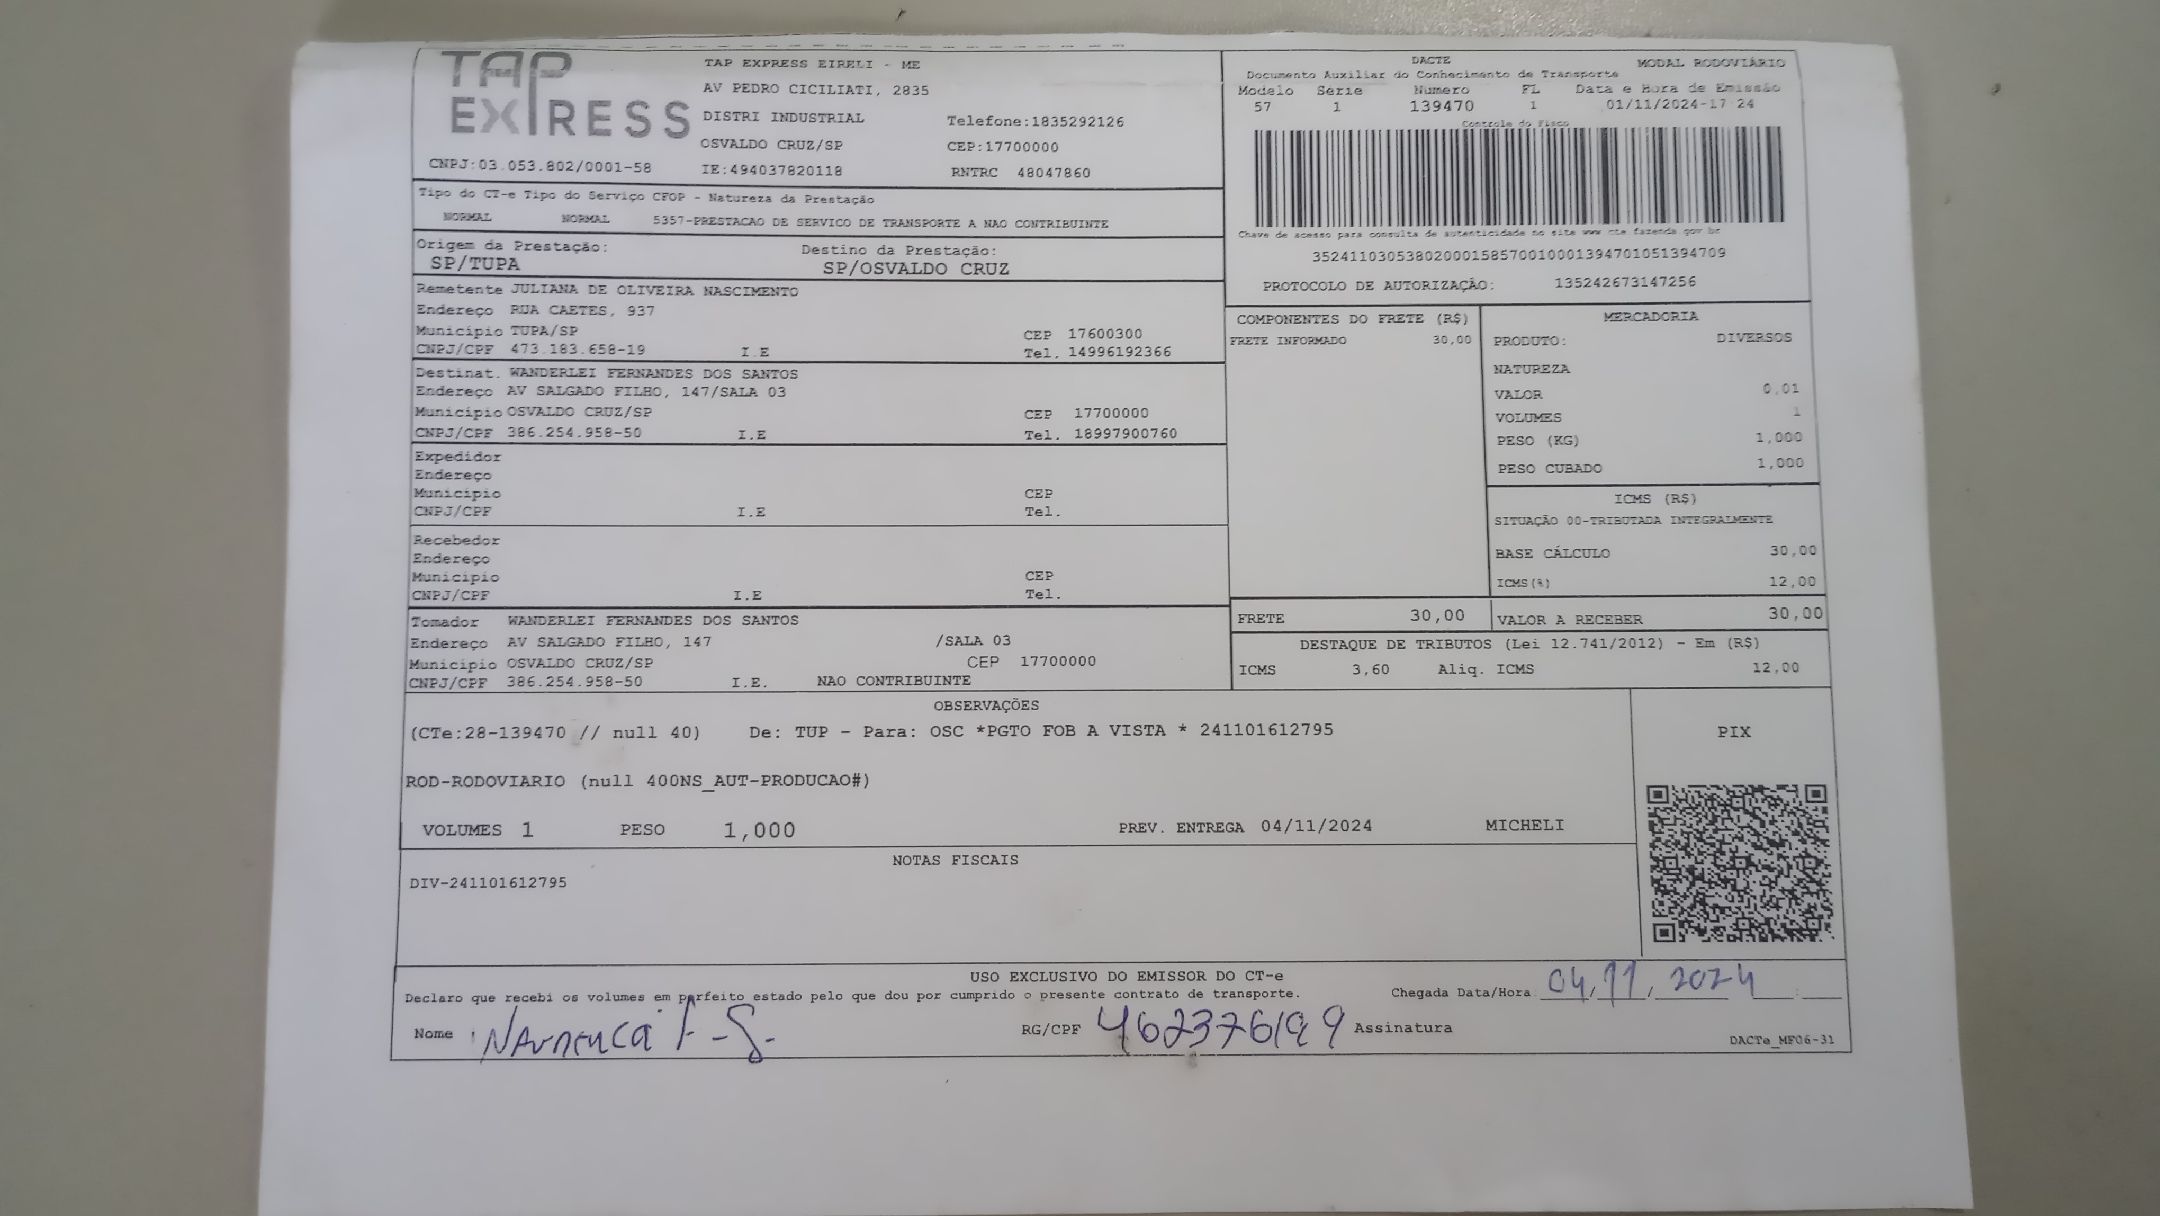 TAP
EXPRESS
CNPJ:03.053.802/0001-58
TAP EXPRESS EIRELI - ME
AV PEDRO CICILIATI, 2835
DISTRI INDUSTRIAL
Telefone:1835292126
OSVALDO CRUZ/SP
CEP:17700000
IE:494037820118
RNTRC 48047860
DACTE
MODAL RODOVIÁRIO
Documento Auxiliar do Conhecimento de Transporte
Modelo Série Numero FL Data e Hora de Emissão
57 1 139470 1 01/11/2024-17 24
Controle do Fisco
Chave de acesso para consulta de autenticidade no site www cte fazenda gov br
35241103053802000158570010001394701051394709
PROTOCOLO DE AUTORIZAÇÃO: 135242673147256
Tipo do CT-e Tipo do Serviço CFOP - Natureza da Prestação
NORMAL NORMAL 5357-PRESTACAO DE SERVICO DE TRANSPORTE A NAO CONTRIBUINTE
Origem da Prestação: Destino da Prestação:
SP/TUPA SP/OSVALDO CRUZ
Remetente JULIANA DE OLIVEIRA NASCIMENTO
Endereço RUA CAETES, 937
Municipio TUPA/SP CEP 17600300
CNPJ/CPF 473.183.658-19 I.E Tel. 14996192366
Destinat. WANDERLEI FERNANDES DOS SANTOS
Endereço AV SALGADO FILHO, 147/SALA 03
Municipio OSVALDO CRUZ/SP CEP 17700000
CNPJ/CPF 386.254.958-50 I.E Tel. 18997900760
Expedidor
Endereço
Municipio CEP
CNPJ/CPF I.E Tel.
Recebedor
Endereço
Municipio CEP
CNPJ/CPF I.E Tel.
Tomador WANDERLEI FERNANDES DOS SANTOS
Endereço AV SALGADO FILHO, 147 /SALA 03
Municipio OSVALDO CRUZ/SP CEP 17700000
CNPJ/CPF 386.254.958-50 I.E. NAO CONTRIBUINTE
COMPONENTES DO FRETE (R$)
FRETE INFORMADO 30,00
MERCADORIA
PRODUTO: DIVERSOS
NATUREZA
VALOR 0,01
VOLUMES 1
PESO (KG) 1,000
PESO CUBADO 1,000
ICMS (R$)
SITUAÇÃO 00-TRIBUTADA INTEGRALMENTE
BASE CÁLCULO 30,00
ICMS(%) 12,00
FRETE 30,00 VALOR A RECEBER 30,00
DESTAQUE DE TRIBUTOS (Lei 12.741/2012) - Em (R$)
ICMS 3,60 Aliq. ICMS 12,00
OBSERVAÇÕES
(CTe:28-139470 // null 40) De: TUP - Para: OSC *PGTO FOB A VISTA * 241101612795
ROD-RODOVIARIO (null 400NS_AUT-PRODUCAO#)
VOLUMES 1 PESO 1,000 PREV. ENTREGA 04/11/2024 MICHELI
PIX
NOTAS FISCAIS
DIV-241101612795
USO EXCLUSIVO DO EMISSOR DO CT-e
Declaro que recebi os volumes em perfeito estado pelo que dou por cumprido o presente contrato de transporte.
Chegada Data/Hora 04/11/2024 :
Nome F-S. RG/CPF Assinatura
DACTe_MF06-31